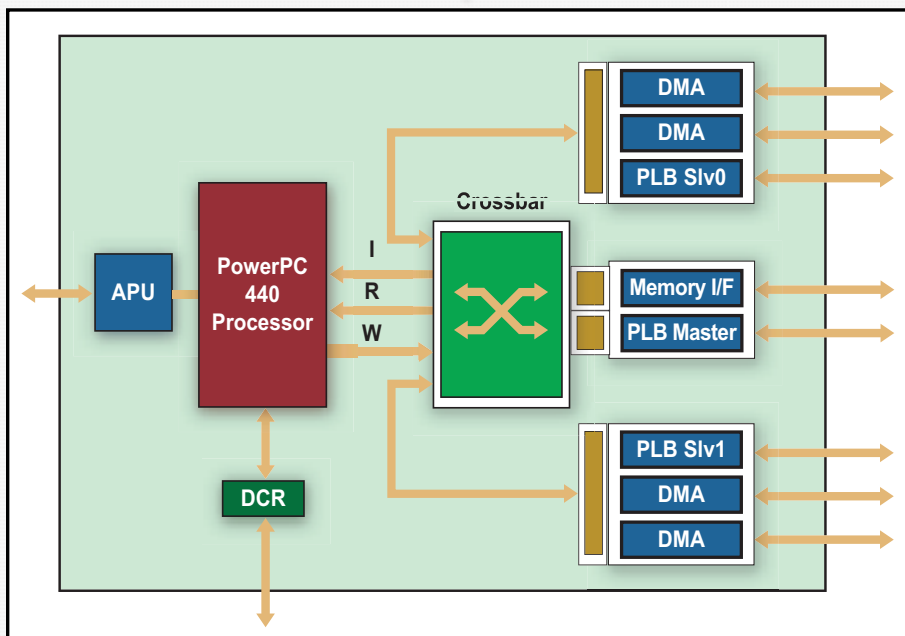 DMA
DMA
PLB Slv0
Crossbar
I
R
W
PowerPC
440
Processor
APU
Memory I/F
PLB Master
PLB Slv1
DMA
DMA
DCR